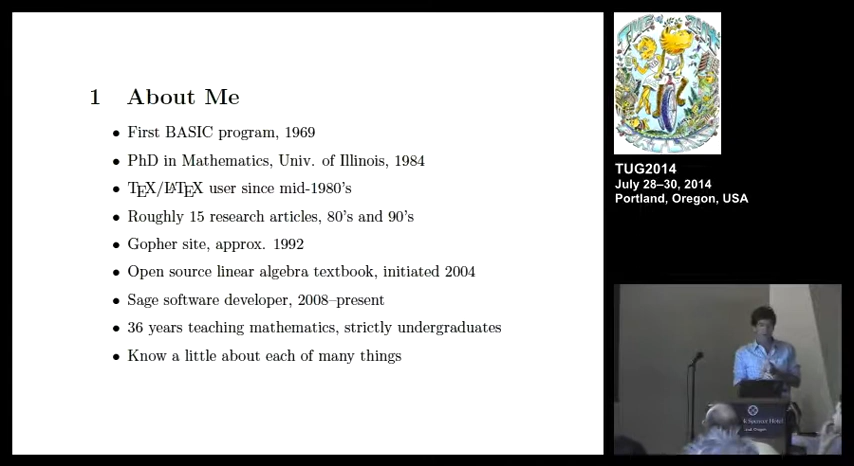 1 About Me
• First BASIC program, 1969
• PhD in Mathematics, Univ. of Illinois, 1984
• TEX/LATEX user since mid-1980's
• Roughly 15 research articles, 80's and 90's
• Gopher site, approx. 1992
• Open source linear algebra textbook, initiated 2004
• Sage software developer, 2008–present
• 36 years teaching mathematics, strictly undergraduates
• Know a little about each of many things
TUG2014
July 28–30, 2014
Portland, Oregon, USA